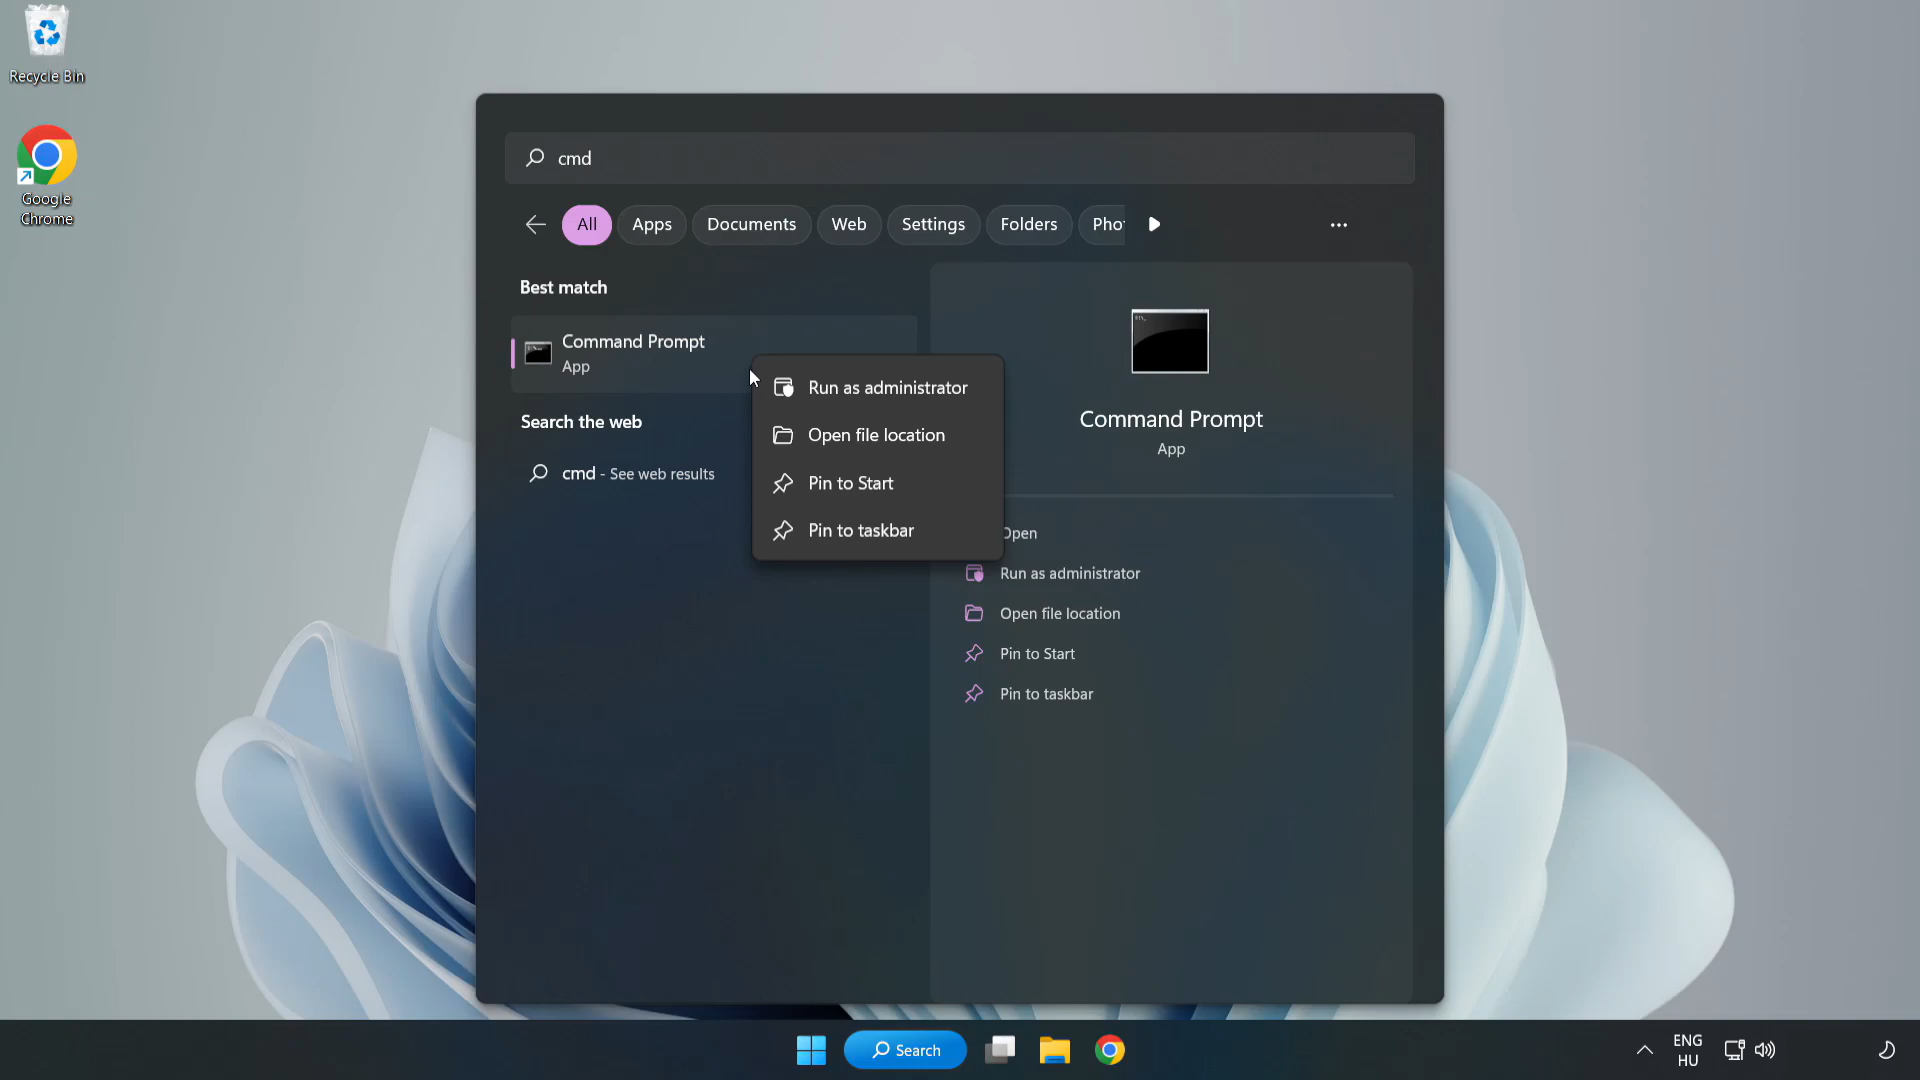 Recycle Bin
Google
Chrome
cmd
All
Apps
Documents
Web
Settings
Folders
Best match
Command Prompt
App
Search the web
cmd - See web results
Run as administrator
Open file location
Pin to Start
Pin to taskbar
Command Prompt
App
Open
Run as administrator
Open file location
Pin to Start
Pin to taskbar
Search
ENG
HU